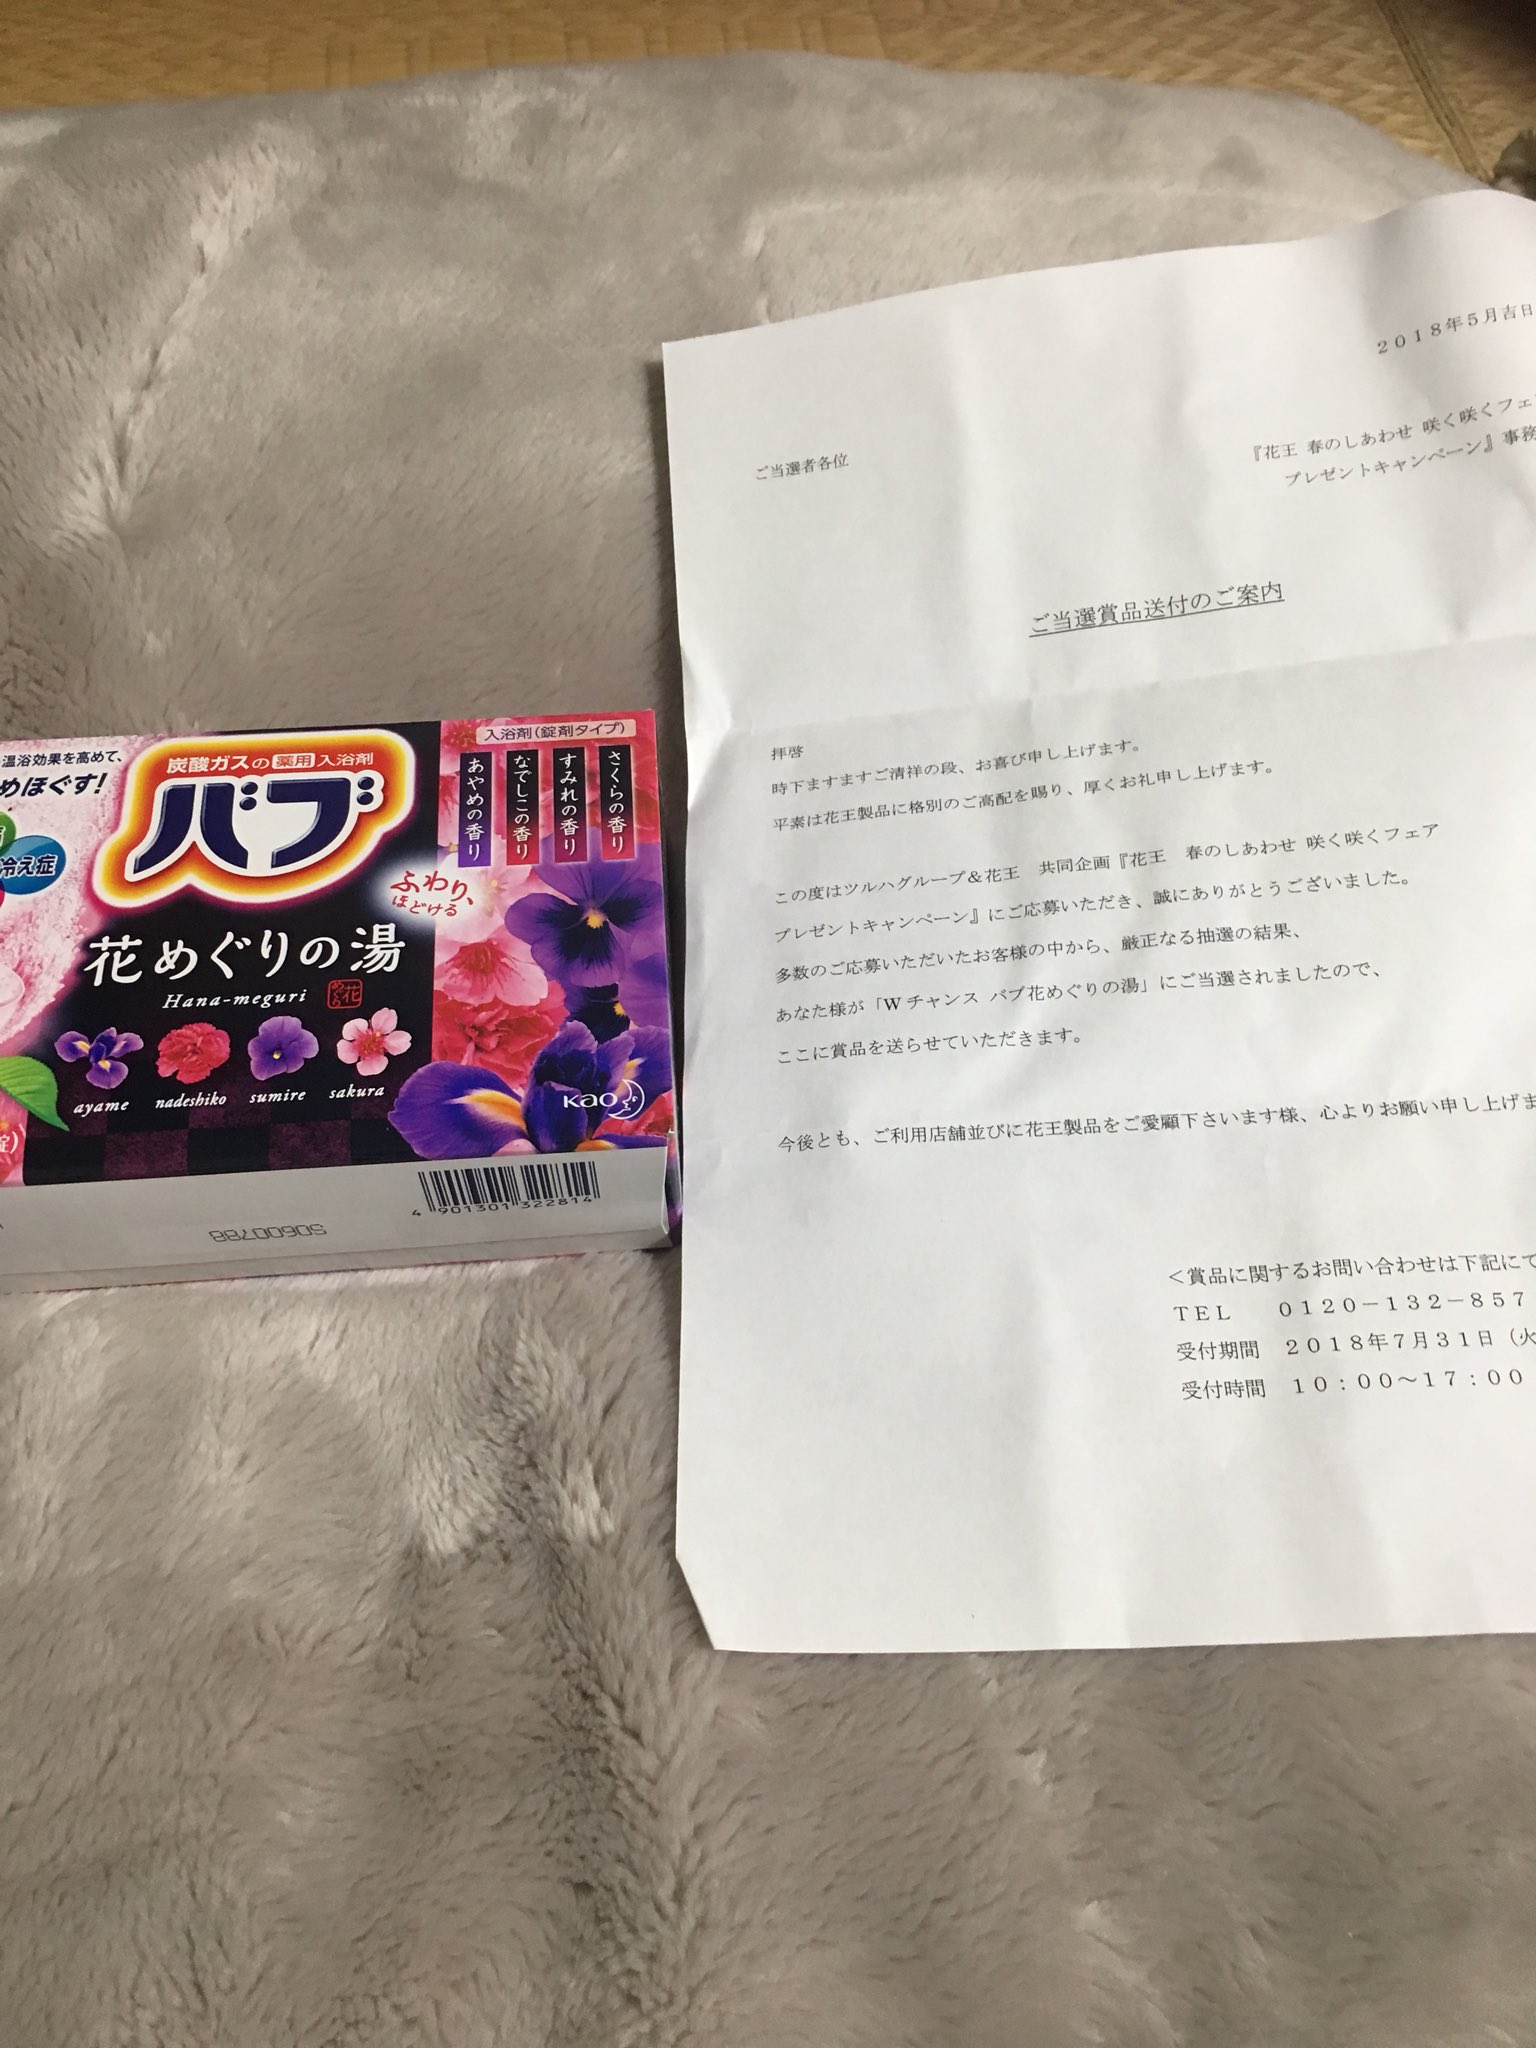 温浴効果を高めて、
めほぐす!
冷え症
炭酸ガスの薬用入浴剤
バブ
ふわり、
ほどける
花めぐりの湯
Hana-meguri
花めぐり
ayame
nadeshiko
sumire
sakura
入浴剤(錠剤タイプ)
さくらの香り
すみれの香り
なでしこの香り
あやめの香り
Kao
錠)
4 901301 322814
S0600788
2018年5月吉日
『花王 春のしあわせ 咲く咲くフェ
プレゼントキャンペーン』事務
ご当選者各位
ご当選賞品送付のご案内
拝啓
時下ますますご清祥の段、お喜び申し上げます。
平素は花王製品に格別のご高配を賜り、厚くお礼申し上げます。
この度はツルハグループ&花王 共同企画『花王 春のしあわせ 咲く咲くフェア
プレゼントキャンペーン』にご応募いただき、誠にありがとうございました。
多数のご応募いただいたお客様の中から、厳正なる抽選の結果、
あなた様が「Wチャンス バブ花めぐりの湯」にご当選されましたので、
ここに賞品を送らせていただきます。
今後とも、ご利用店舗並びに花王製品をご愛顧下さいます様、心よりお願い申し上げま
<賞品に関するお問い合わせは下記にて
TEL 0120-132-857
受付期間 2018年7月31日(火
受付時間 10:00~17:00